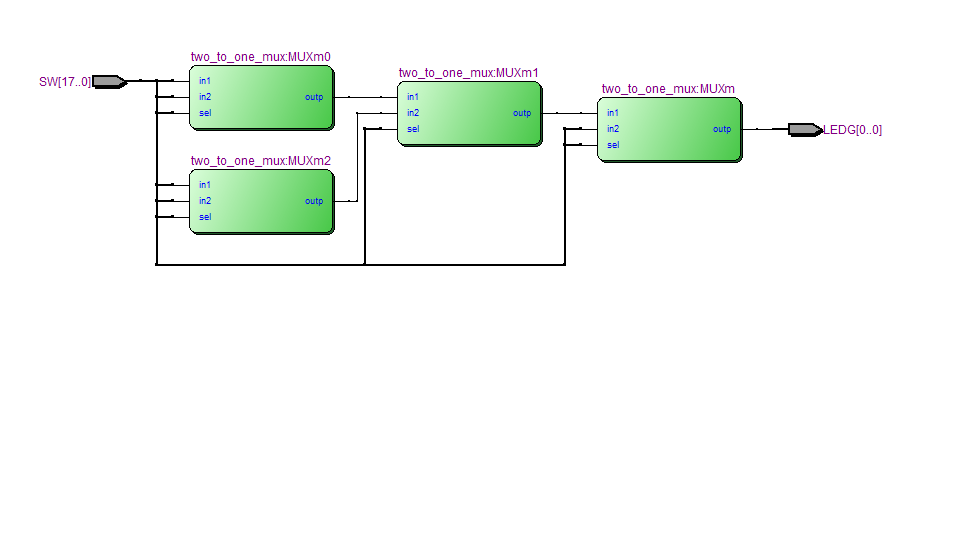 SW[17..0]
two_to_one_mux:MUXm0
in1
in2
sel
outp
two_to_one_mux:MUXm2
in1
in2
sel
outp
two_to_one_mux:MUXm1
in1
in2
sel
outp
two_to_one_mux:MUXm
in1
in2
sel
outp
LEDG[0..0]